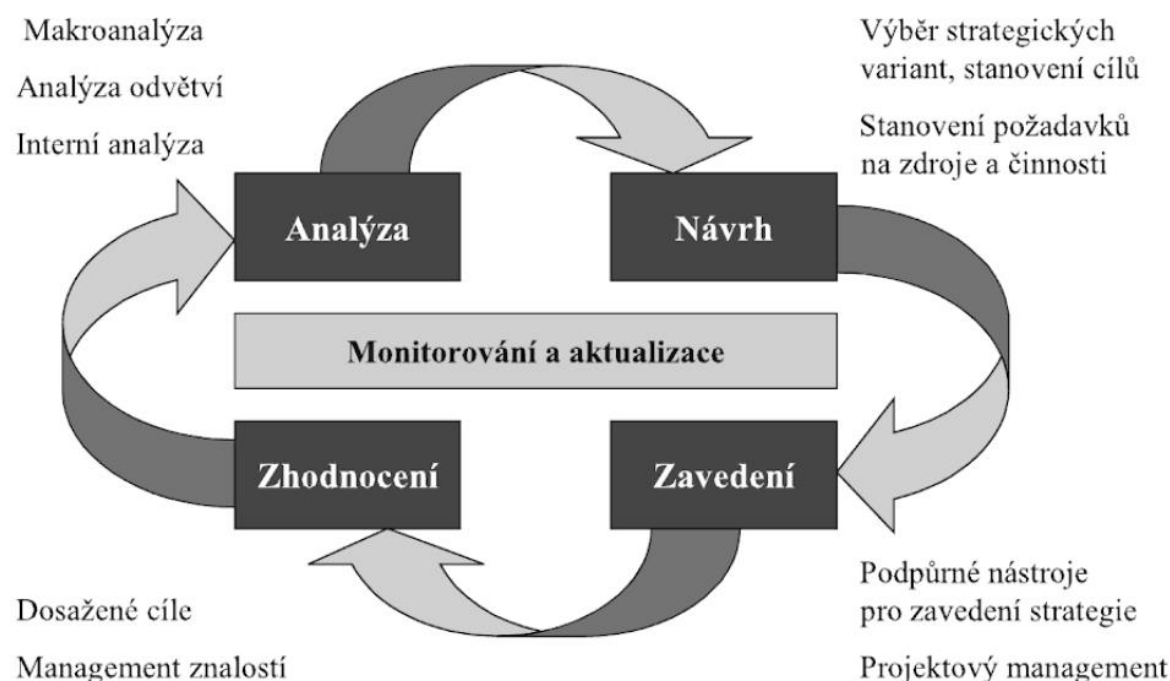 Makroanalýza
Analýza odvětví
Interní analýza
Výběr strategických
variant, stanovení cílů
Stanovení požadavků
na zdroje a činnosti
Analýza
Návrh
Monitorování a aktualizace
Zhodnocení
Zavedení
Dosažené cíle
Management znalostí
Podpůrné nástroje
pro zavedení strategie
Projektový management